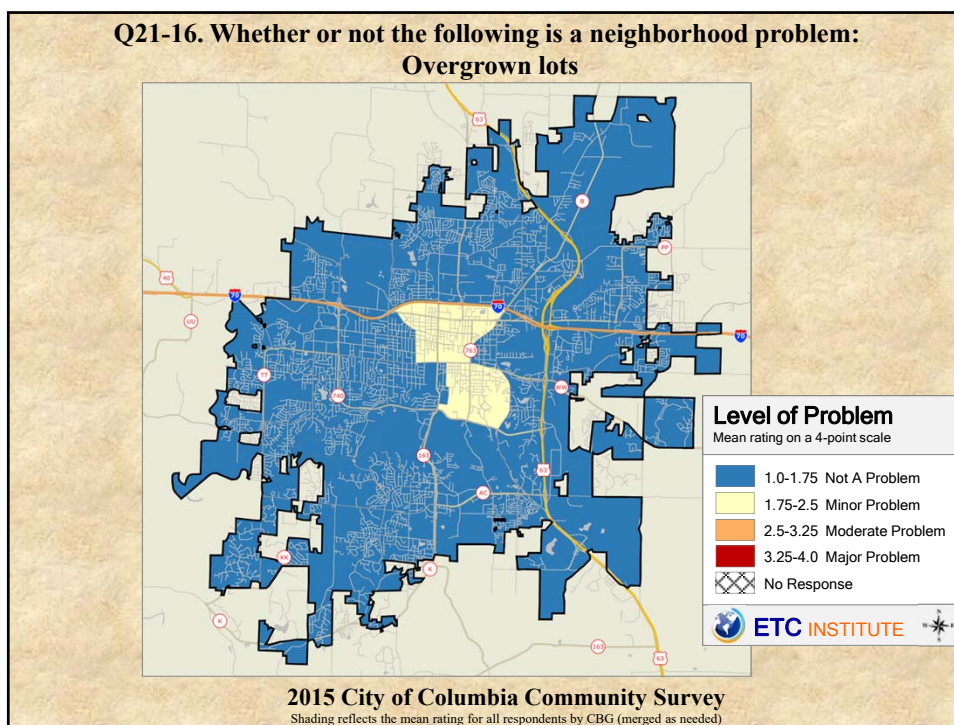 Q21-16. Whether or not the following is a neighborhood problem:
Overgrown lots
63
B
PP
40
70
70
70
UU
763
TT
740
WW
163
63
AC
KK
K
K
163
63
Level of Problem
Mean rating on a 4-point scale
1.0-1.75 Not A Problem
1.75-2.5 Minor Problem
2.5-3.25 Moderate Problem
3.25-4.0 Major Problem
No Response
ETC INSTITUTE
2015 City of Columbia Community Survey
Shading reflects the mean rating for all respondents by CBG (merged as needed)